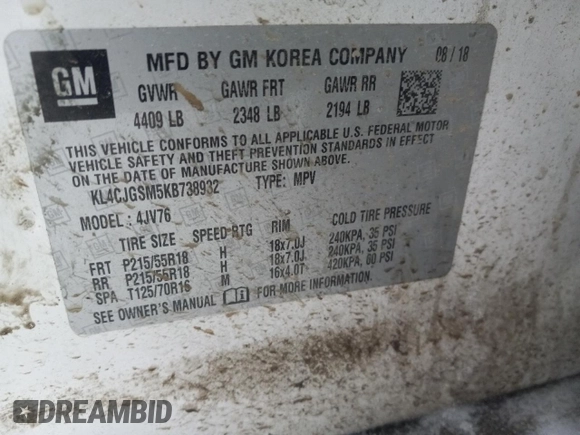 GM
MFD BY GM KOREA COMPANY 08/18
GVWR GAWR FRT GAWR RR
4409 LB 2348 LB 2194 LB
THIS VEHICLE CONFORMS TO ALL APPLICABLE U.S. FEDERAL MOTOR
VEHICLE SAFETY AND THEFT PREVENTION STANDARDS IN EFFECT
ON THE DATE OF MANUFACTURE SHOWN ABOVE.
KL4CJGSM5KB738932 TYPE: MPV
MODEL: 4JV76
TIRE SIZE SPEED RTG RIM COLD TIRE PRESSURE
FRT P215/55R18 H 18x7.0J 240KPA, 35 PSI
RR P215/55R18 H 18x7.0J 240KPA, 35 PSI
SPA T125/70R16 M 16x4.0T 420KPA, 60 PSI
SEE OWNER'S MANUAL FOR MORE INFORMATION.
DREAMBID